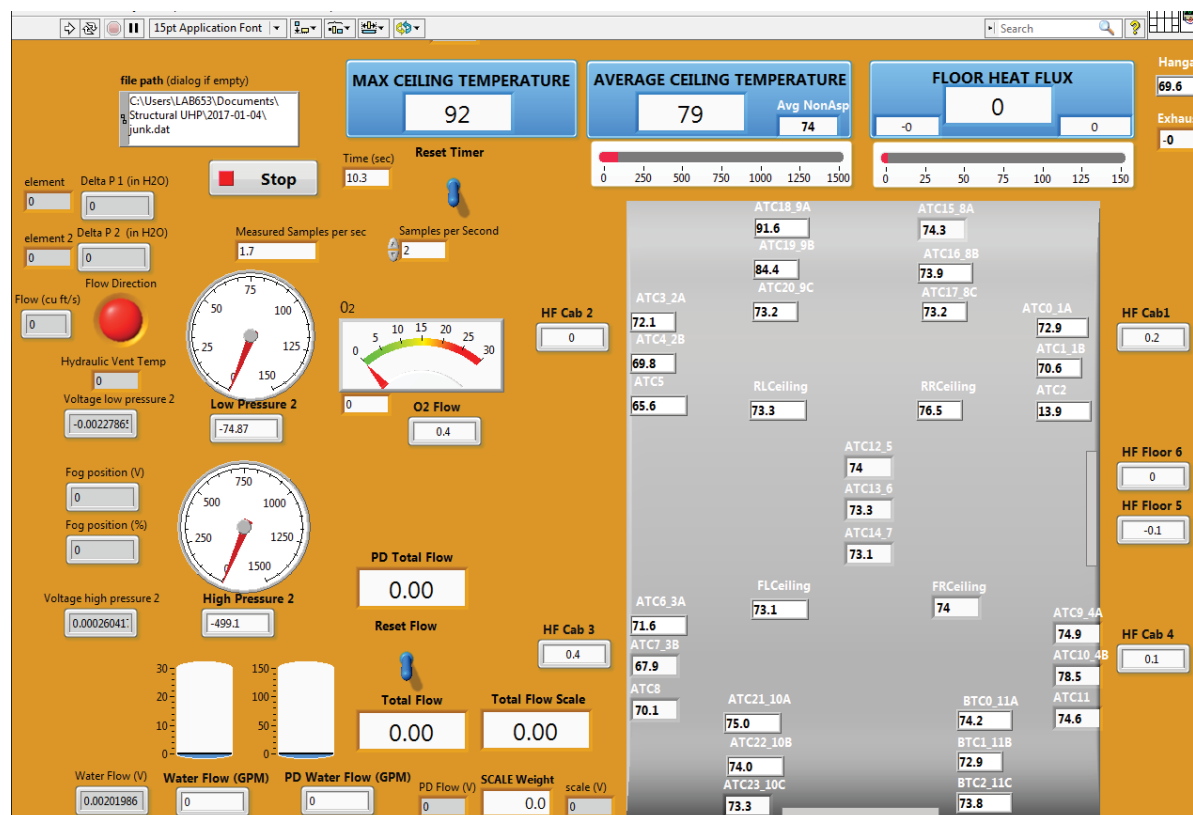 15pt Application Font
Search
file path (dialog if empty)
C:\Users\LAB653\Documents\
Structural UHP\2017-01-04\
junk.dat
MAX CEILING TEMPERATURE
92
AVERAGE CEILING TEMPERATURE
79
Avg NonAsp
74
FLOOR HEAT FLUX
0
-0
0
Hanga
69.6
Exhaus
-0
0 250 500 750 1000 1250 1500
0 25 50 75 100 125 150
Stop
Time (sec)
10.3
Reset Timer
element
0
Delta P 1 (in H2O)
0
element 2
0
Delta P 2 (in H2O)
0
Measured Samples per sec
1.7
Samples per Second
2
Flow Direction
Flow (cu ft/s)
0
Hydraulic Vent Temp
0
Voltage low pressure 2
-0.0022786
0 25 50 75 100 125 150
Low Pressure 2
-74.87
O2
0 5 10 15 20 25 30
0
O2 Flow
0.4
Fog position (V)
0
Fog position (%)
0
Voltage high pressure 2
0.00026041
0 250 500 750 1000 1250 1500
High Pressure 2
-499.1
PD Total Flow
0.00
Reset Flow
Total Flow
0.00
Total Flow Scale
0.00
30
20
10
0
150
100
50
0
Water Flow (V)
0.00201986
Water Flow (GPM)
0
PD Water Flow (GPM)
0
PD Flow (V)
0
SCALE Weight
0.0
scale (V)
0
HF Cab 2
0
HF Cab 3
0.4
ATC18_9A
91.6
ATC19_9B
84.4
ATC20_9C
73.2
ATC15_8A
74.3
ATC16_8B
73.9
ATC17_8C
73.2
ATC3_2A
72.1
ATC4_2B
69.8
ATC5
65.6
ATC0_1A
72.9
ATC1_1B
70.6
ATC2
13.9
RLCeiling
73.3
RRCeiling
76.5
ATC12_5
74
ATC13_6
73.3
ATC14_7
73.1
FLCeiling
73.1
FRCeiling
74
ATC6_3A
71.6
ATC7_3B
67.9
ATC8
70.1
ATC9_4A
74.9
ATC10_4B
78.5
ATC11
74.6
ATC21_10A
75.0
ATC22_10B
74.0
ATC23_10C
73.3
BTC0_11A
74.2
BTC1_11B
72.9
BTC2_11C
73.8
HF Cab1
0.2
HF Floor 6
0
HF Floor 5
-0.1
HF Cab 4
0.1